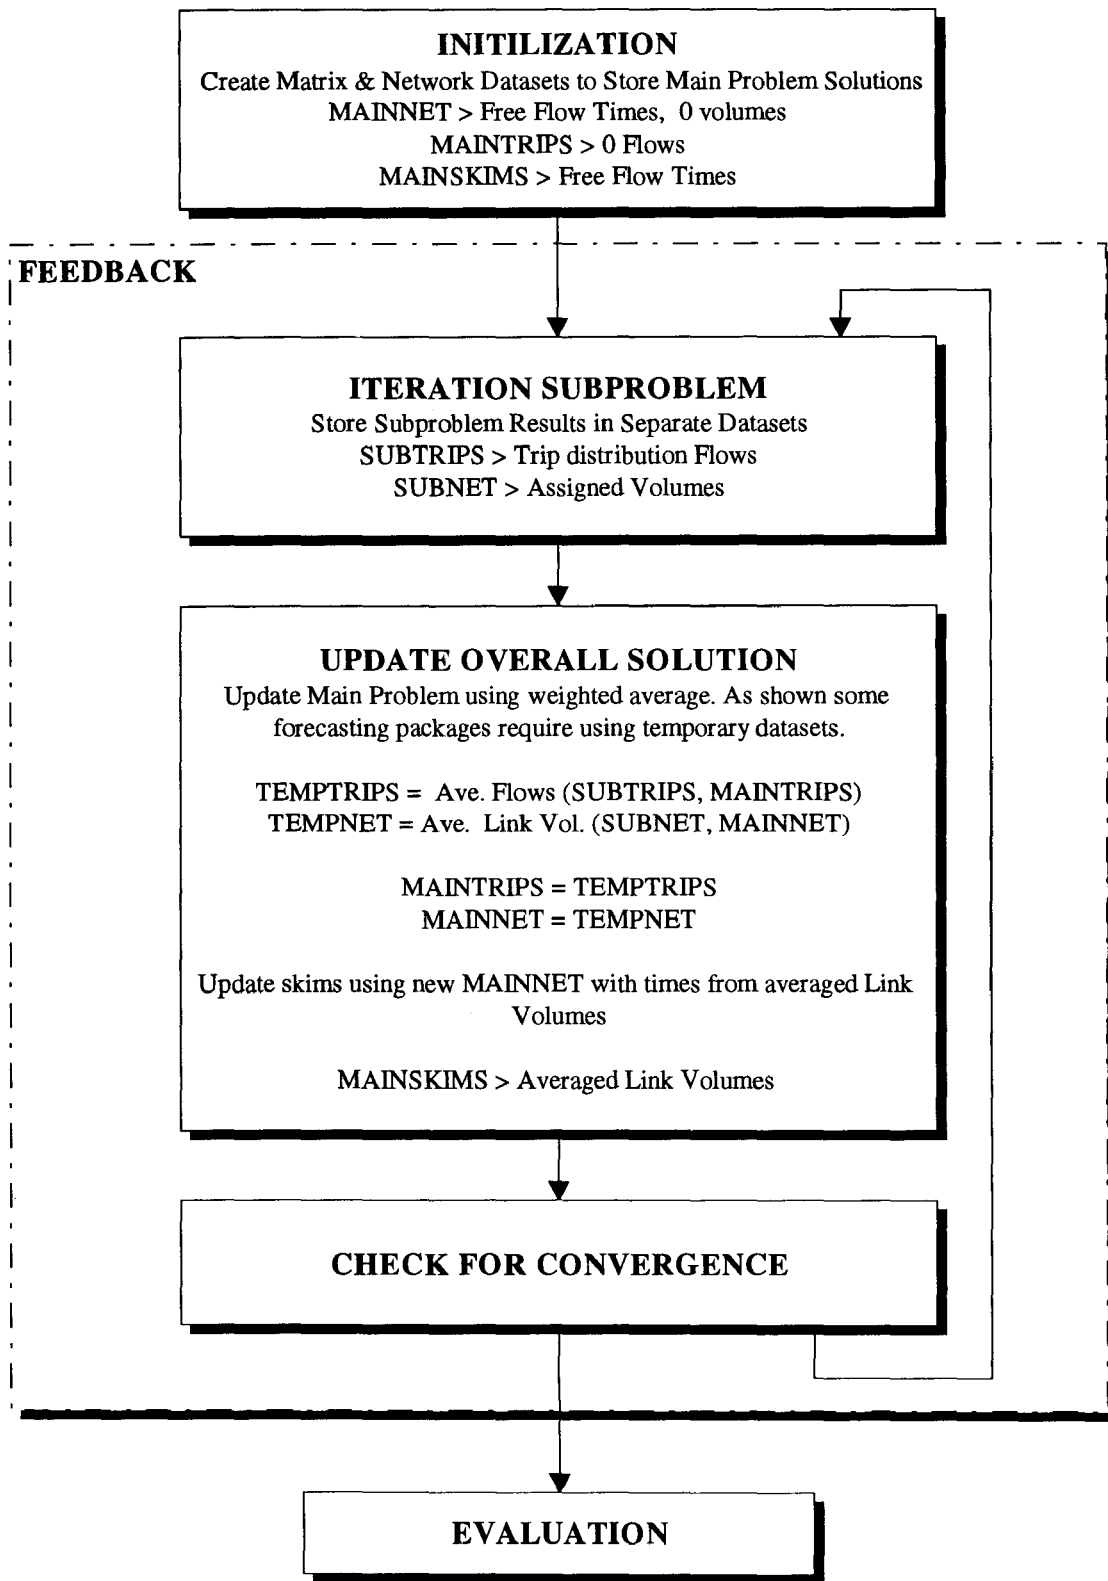 INITILIZATION
Create Matrix & Network Datasets to Store Main Problem Solutions
MAINNET > Free Flow Times, 0 volumes
MAINTRIPS > 0 Flows
MAINSKIMS > Free Flow Times
FEEDBACK
ITERATION SUBPROBLEM
Store Subproblem Results in Separate Datasets
SUBTRIPS > Trip distribution Flows
SUBNET > Assigned Volumes
UPDATE OVERALL SOLUTION
Update Main Problem using weighted average. As shown some
forecasting packages require using temporary datasets.
TEMPTRIPS = Ave. Flows (SUBTRIPS, MAINTRIPS)
TEMPNET = Ave. Link Vol. (SUBNET, MAINNET)
MAINTRIPS = TEMPTRIPS
MAINNET = TEMPNET
Update skims using new MAINNET with times from averaged Link
Volumes
MAINSKIMS > Averaged Link Volumes
CHECK FOR CONVERGENCE
EVALUATION